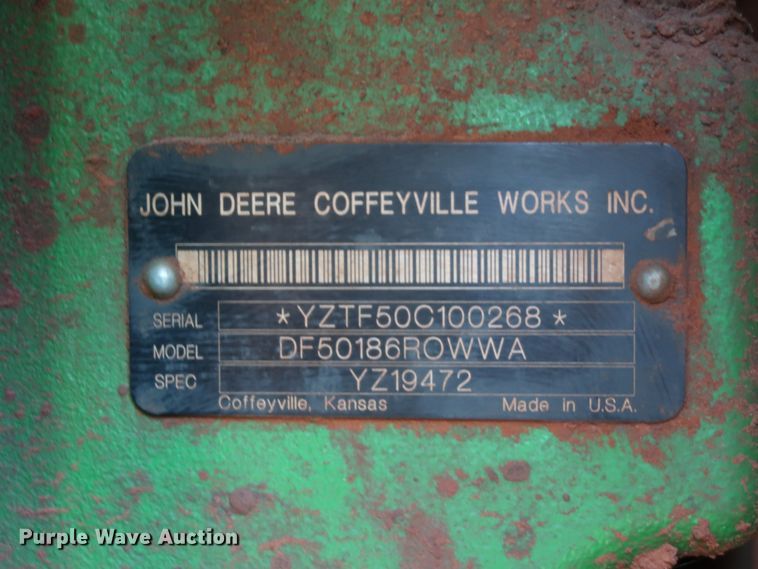 JOHN DEERE COFFEYVILLE WORKS INC.
SERIAL *YZTF50C100268*
MODEL DF50186ROWWA
SPEC YZ19472
Coffeyville, Kansas Made in U.S.A.
Purple Wave Auction